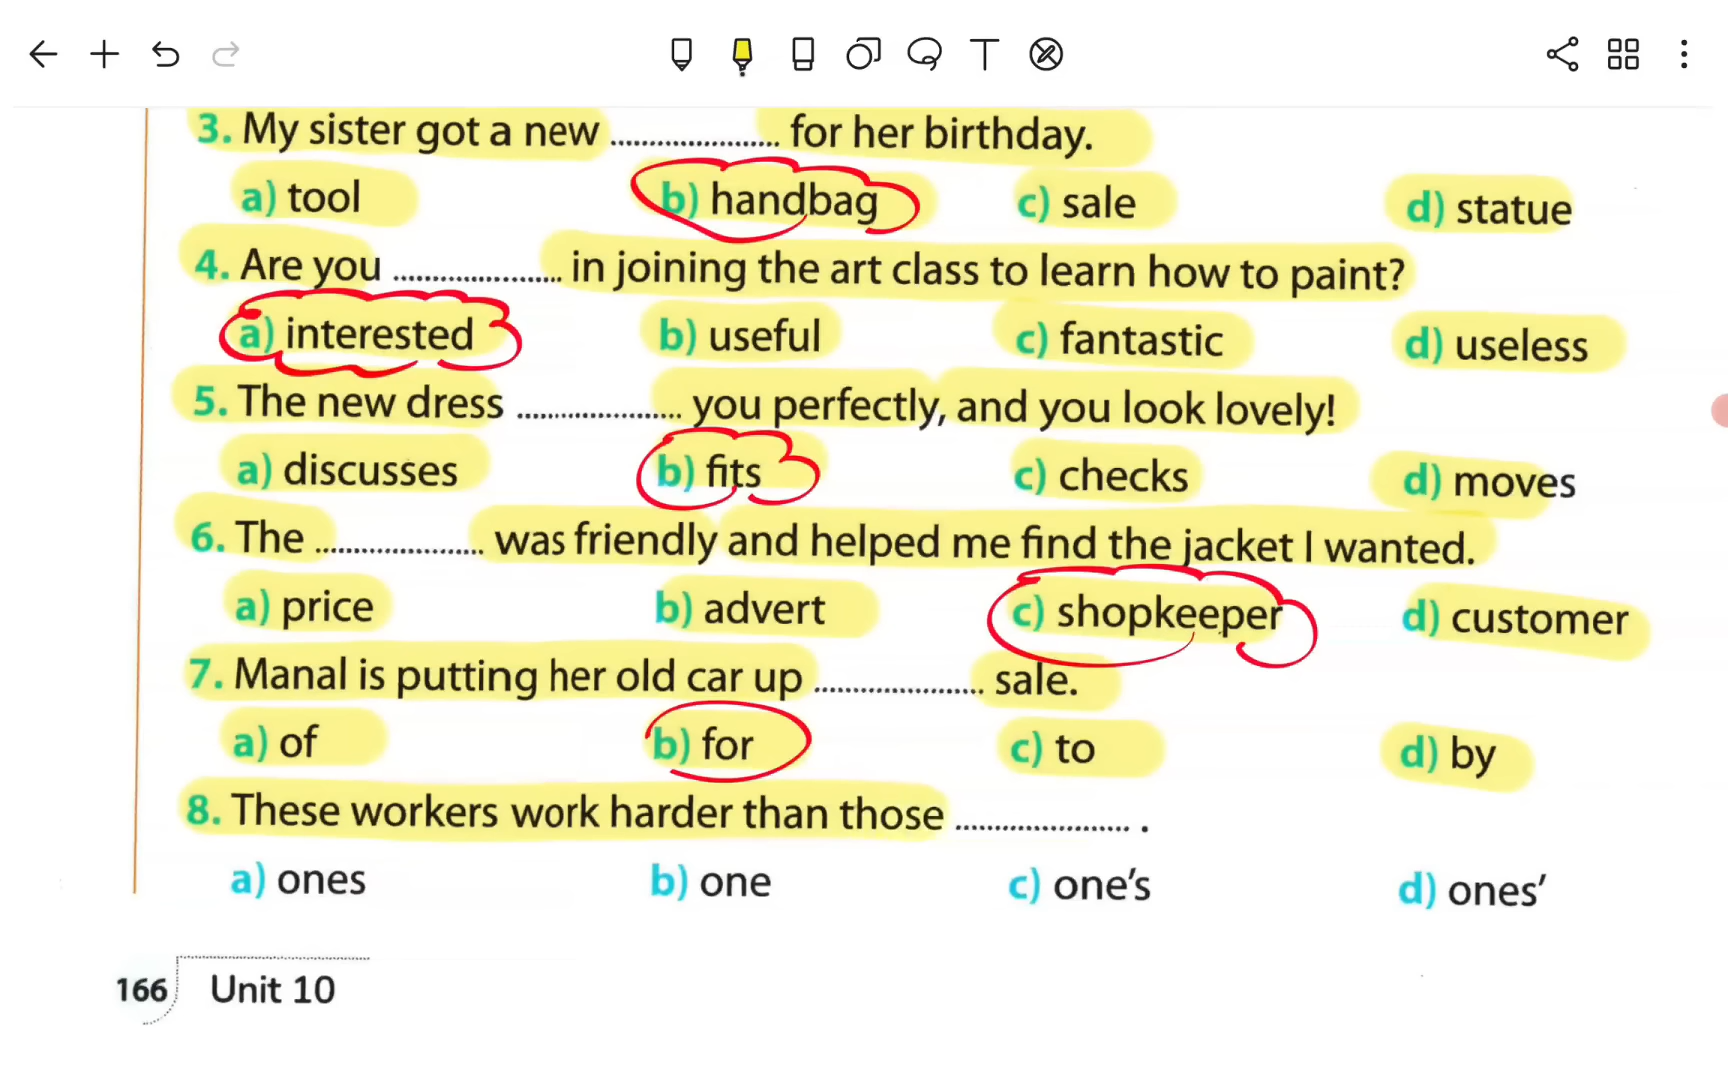 3. My sister got a new .................... for her birthday.
a) tool b) handbag c) sale d) statue
4. Are you .................... in joining the art class to learn how to paint?
a) interested b) useful c) fantastic d) useless
5. The new dress .................... you perfectly, and you look lovely!
a) discusses b) fits c) checks d) moves
6. The .................... was friendly and helped me find the jacket I wanted.
a) price b) advert c) shopkeeper d) customer
7. Manal is putting her old car up .................... sale.
a) of b) for c) to d) by
8. These workers work harder than those .................... .
a) ones b) one c) one's d) ones'
166 Unit 10